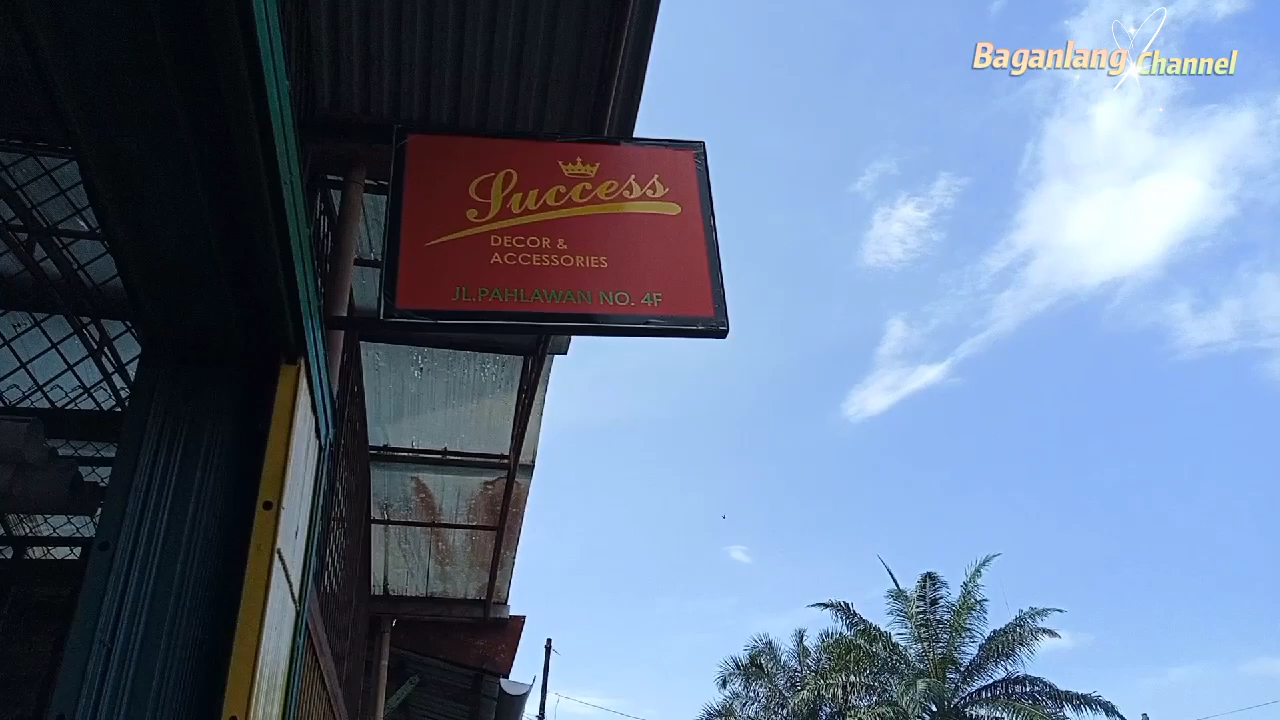 Baganlang Channel
Success
DECOR &
ACCESSORIES
JL.PAHLAWAN NO. 4F